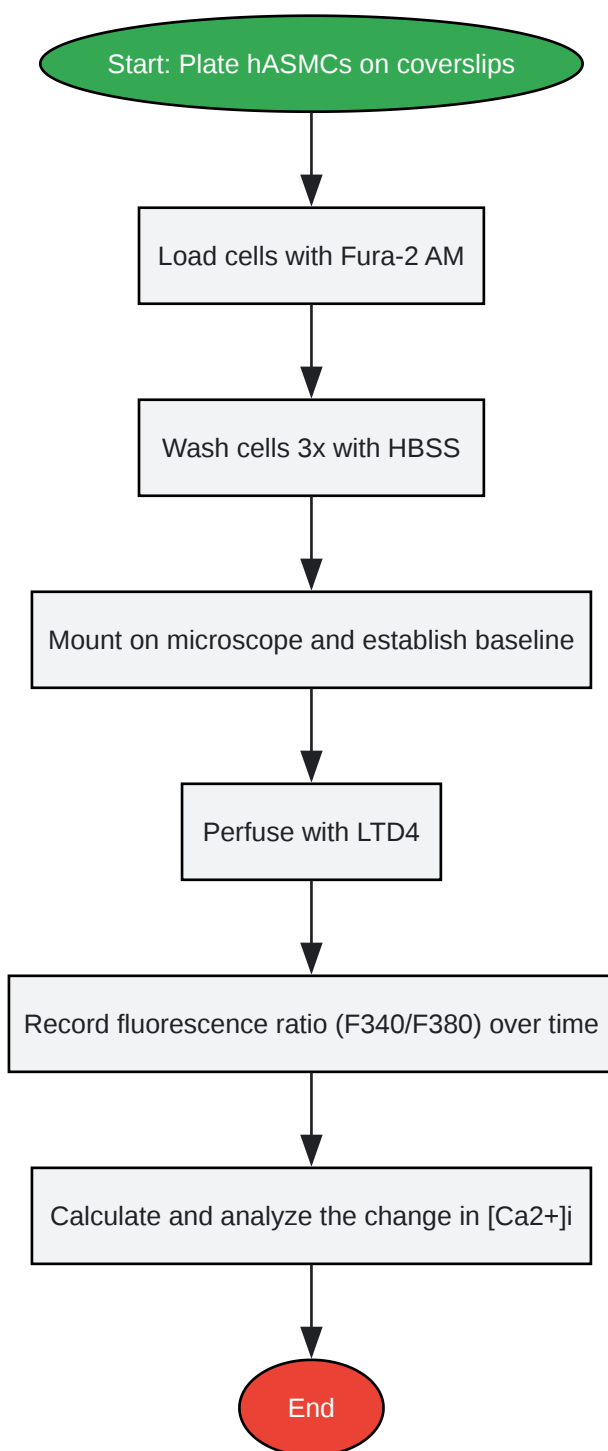 Start: Plate hASMCs on coverslips
Load cells with Fura-2 AM
Wash cells 3x with HBSS
Mount on microscope and establish baseline
Perfuse with LTD4
Record fluorescence ratio (F340/F380) over time
Calculate and analyze the change in [Ca2+]i
End